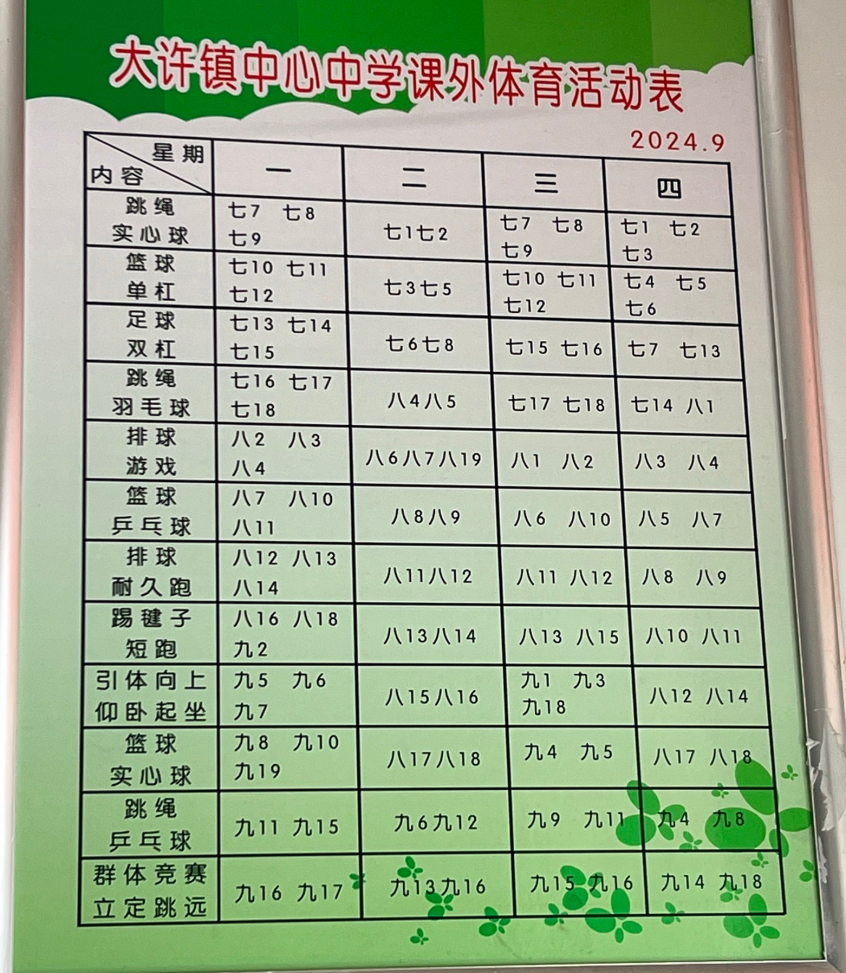 大许镇中心中学课外体育活动表
2024.9
星期 一 二 三 四
内容
跳绳 七7 七8 七1七2 七7 七8 七1 七2
实心球 七9 七9 七3
篮球 七10 七11 七3七5 七10 七11 七4 七5
单杠 七12 七12 七6
足球 七13 七14 七6七8 七15 七16 七7 七13
双杠 七15
跳绳 七16 七17 八4八5 七17 七18 七14 八1
羽毛球 七18
排球 八2 八3 八6八7八19 八1 八2 八3 八4
游戏 八4
篮球 八7 八10 八8八9 八6 八10 八5 八7
乒乓球 八11
排球 八12 八13 八11八12 八11 八12 八8 八9
耐久跑 八14
踢毽子 八16 八18 八13八14 八13 八15 八10 八11
短跑 九2
引体向上 九5 九6 八15八16 九1 九3 八12 八14
仰卧起坐 九7 九18
篮球 九8 九10 八17八18 九4 九5 八17 八18
实心球 九19
跳绳 九11 九15 九6九12 九9 九11 九4 九8
乒乓球
群体竞赛 九16 九17 九13九16 九15 九16 九14 九18
立定跳远